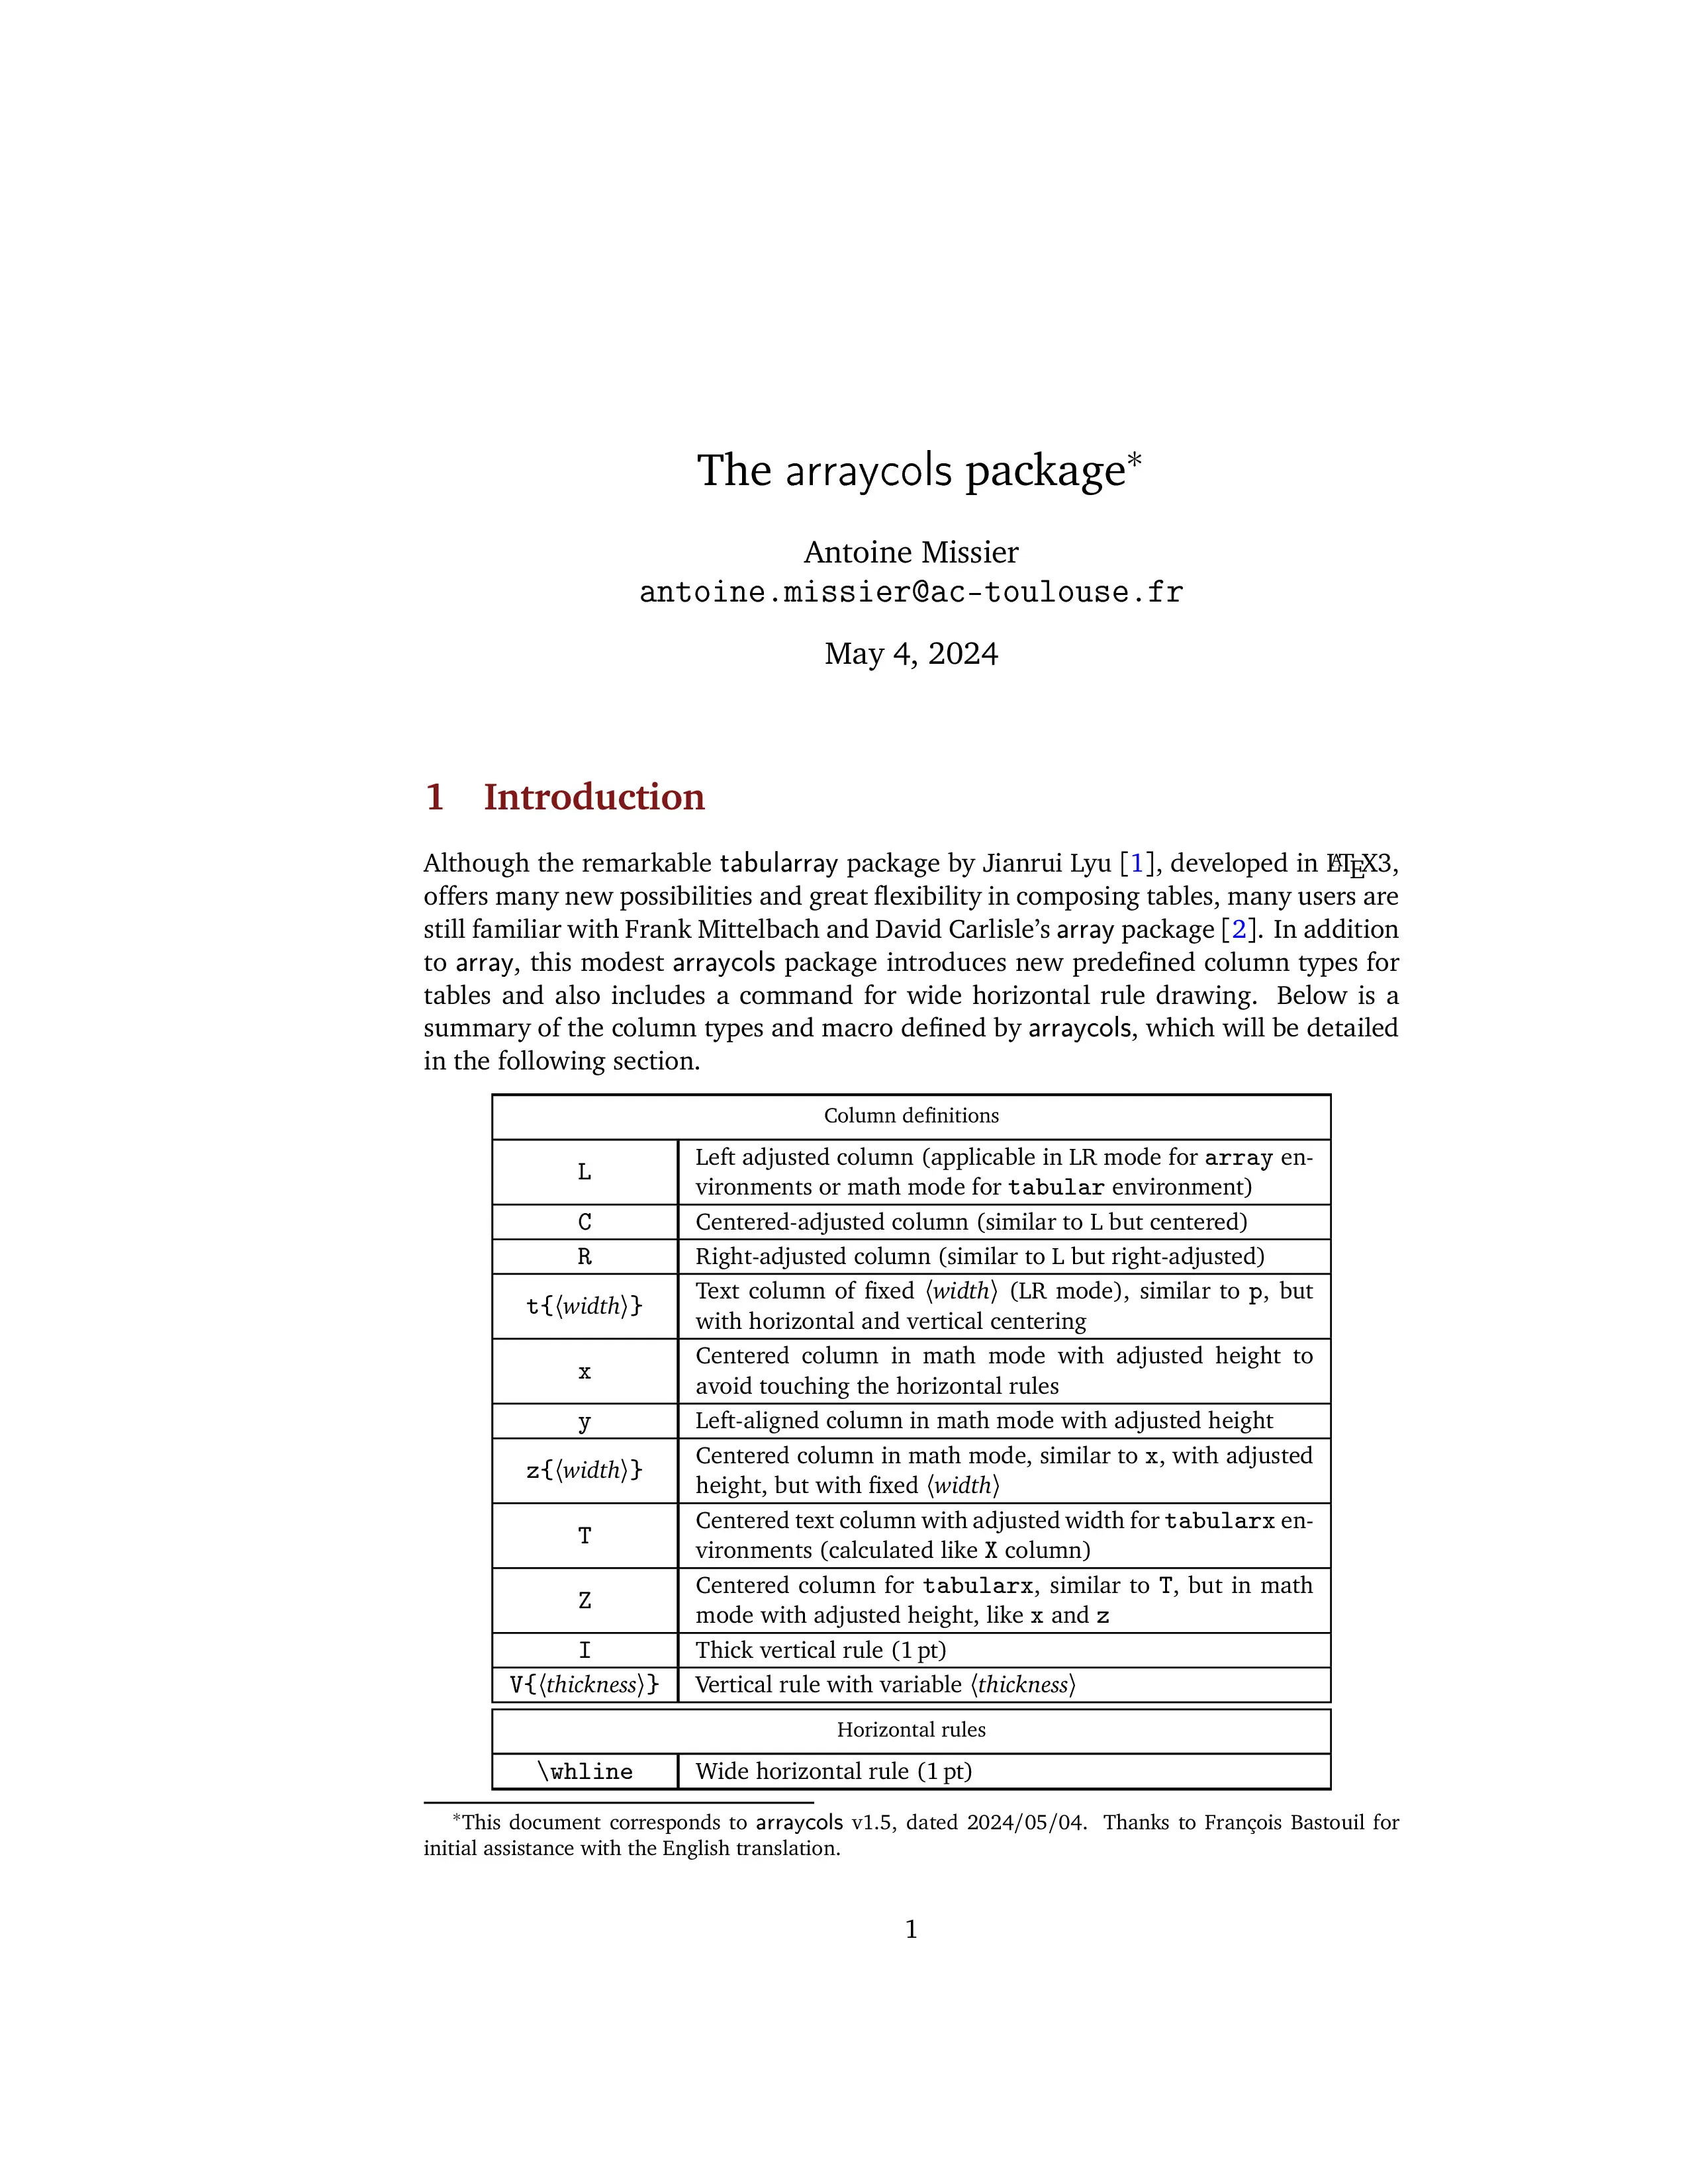 The arraycols package*
Antoine Missier
antoine.missier@ac-toulouse.fr
May 4, 2024
1 Introduction
Although the remarkable tabularray package by Jianrui Lyu [1], developed in LATEX3,
offers many new possibilities and great flexibility in composing tables, many users are
still familiar with Frank Mittelbach and David Carlisle’s array package [2]. In addition
to array, this modest arraycols package introduces new predefined column types for
tables and also includes a command for wide horizontal rule drawing. Below is a
summary of the column types and macro defined by arraycols, which will be detailed
in the following section.
Column definitions
L
Left adjusted column (applicable in LR mode for array en-
vironments or math mode for tabular environment)
C
Centered-adjusted column (similar to L but centered)
R
Right-adjusted column (similar to L but right-adjusted)
t{⟨width⟩}
Text column of fixed ⟨width⟩ (LR mode), similar to p, but
with horizontal and vertical centering
x
Centered column in math mode with adjusted height to
avoid touching the horizontal rules
y
Left-aligned column in math mode with adjusted height
z{⟨width⟩}
Centered column in math mode, similar to x, with adjusted
height, but with fixed ⟨width⟩
T
Centered text column with adjusted width for tabularx en-
vironments (calculated like X column)
Z
Centered column for tabularx, similar to T, but in math
mode with adjusted height, like x and z
I
Thick vertical rule (1 pt)
V{⟨thickness⟩}
Vertical rule with variable ⟨thickness⟩
Horizontal rules
\whline
Wide horizontal rule (1 pt)
*This document corresponds to arraycols v1.5, dated 2024/05/04. Thanks to François Bastouil for
initial assistance with the English translation.
1